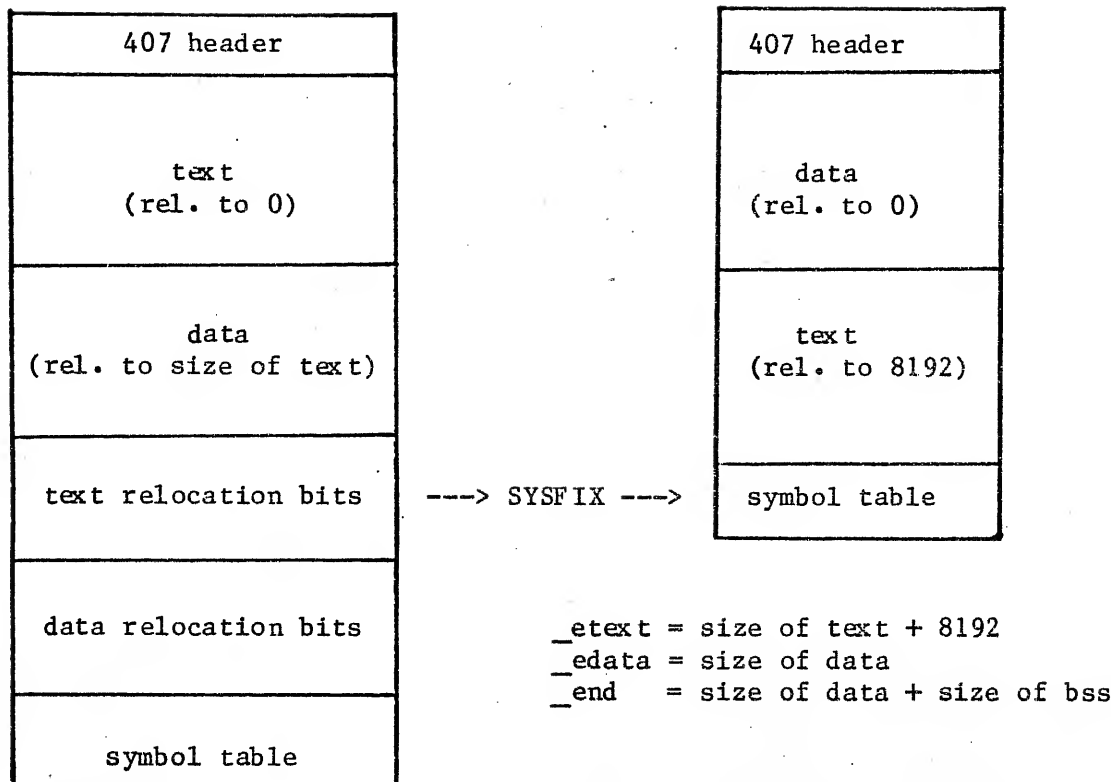 407 header
text
(rel. to 0)
data
(rel. to size of text)
text relocation bits
data relocation bits
symbol table
---> SYSFIX --->
407 header
data
(rel. to 0)
text
(rel. to 8192)
symbol table
_etext = size of text + 8192
_edata = size of data
_end = size of data + size of bss